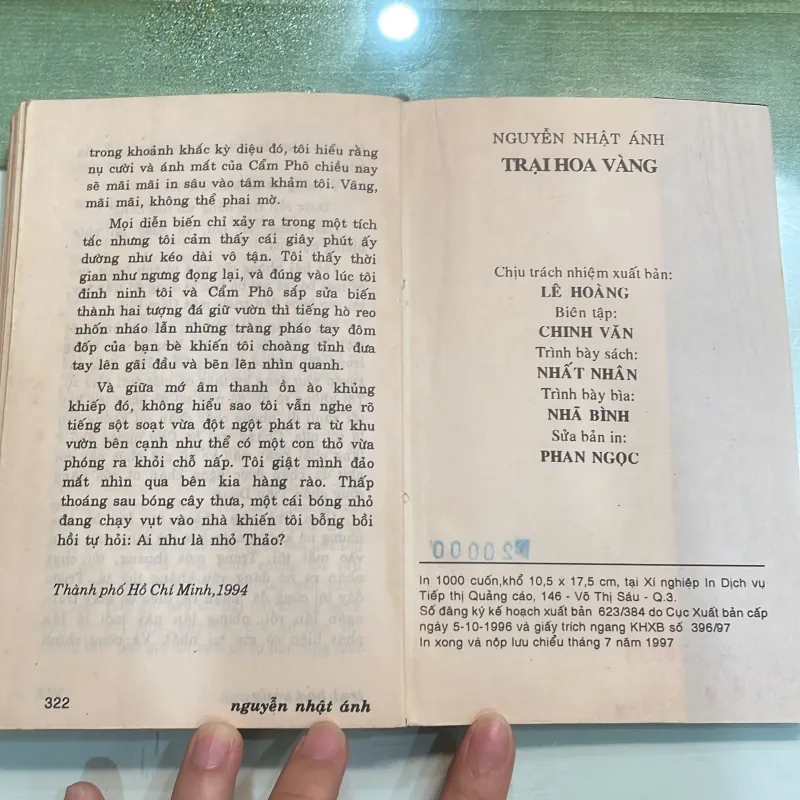 trong khoảnh khắc kỳ diệu đó, tôi hiểu rằng
nụ cười và ánh mắt của Cẩm Phô chiều nay
sẽ mãi mãi in sâu vào tâm khảm tôi. Vâng,
mãi mãi, không thể phai mờ.
Mọi diễn biến chỉ xảy ra trong một tích
tắc nhưng tôi cảm thấy cái giây phút ấy
dường như kéo dài vô tận. Tôi thấy thời
gian như ngưng đọng lại, và đúng vào lúc tôi
đinh ninh tôi và Cẩm Phô sắp sửa biến
thành hai tượng đá giữ vườn thì tiếng hò reo
nhốn nháo lẫn những tràng pháo tay đôm
đốp của bạn bè khiến tôi choàng tỉnh đưa
tay lên gãi đầu và bẽn lẽn nhìn quanh.
Và giữa mớ âm thanh ồn ào khủng
khiếp đó, không hiểu sao tôi vẫn nghe rõ
tiếng sột soạt vừa đột ngột phát ra từ khu
vườn bên cạnh như thể có một con thỏ vừa
phóng ra khỏi chỗ nấp. Tôi giật mình đảo
mắt nhìn qua bên kia hàng rào. Thấp
thoáng sau bóng cây thưa, một cái bóng nhỏ
đang chạy vụt vào nhà khiến tôi bỗng bồi
hồi tự hỏi: Ai như là nhỏ Thảo?
Thành phố Hồ Chí Minh,1994
322
nguyễn nhật ánh
NGUYỄN NHẬT ÁNH
TRẠI HOA VÀNG
Chịu trách nhiệm xuất bản:
LÊ HOÀNG
Biên tập:
CHINH VĂN
Trình bày sách:
NHẤT NHÂN
Trình bày bìa:
NHÃ BÌNH
Sửa bản in:
PHAN NGỌC
20000
In 1000 cuốn,khổ 10,5 x 17,5 cm, tại Xí nghiệp In Dịch vụ
Tiếp thị Quảng cáo, 146 - Võ Thị Sáu - Q.3.
Số đăng ký kế hoạch xuất bản 623/384 do Cục Xuất bản cấp
ngày 5-10-1996 và giấy trích ngang KHXB số 396/97
In xong và nộp lưu chiểu tháng 7 năm 1997